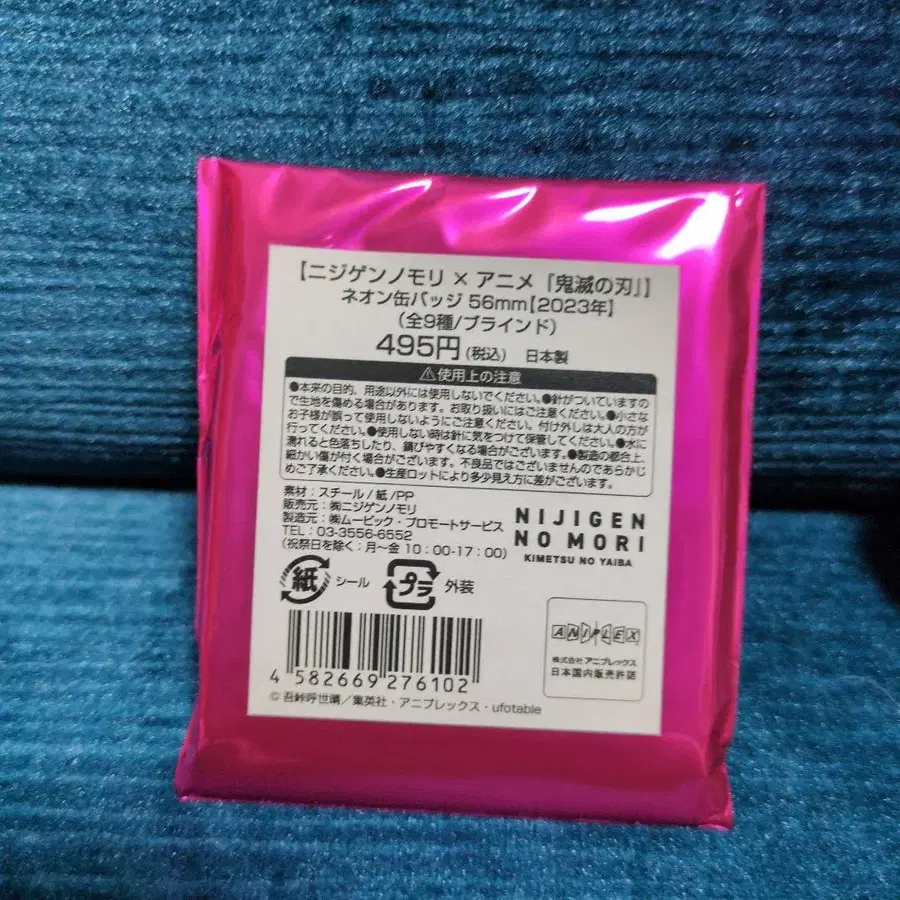 【ニジゲンノモリ × アニメ『鬼滅の刃』】
ネオン缶バッジ 56mm【2023年】
(全9種/ブラインド)
495円(税込) 日本製
⚠使用上の注意
●本来の目的、用途以外には使用しないでください。●針がついていますの
で生地を傷める場合があります。お取り扱いにはご注意ください。●小さな
お子様が誤って使用しないようにご注意ください。付け外しは大人の方が
行ってください。●使用しない時は針に気をつけて保管してください。●水に
濡れると色落ちしたり、錆びやすくなる場合がございます。●製造の都合上、
細かい傷が付く場合がございます。不良品ではございませんのであらかじ
めご了承ください。●生産ロットにより多少見え方に差がございます。
素材:スチール/紙/PP
販売元:㈱ニジゲンノモリ
製造元:㈱ムービック・プロモートサービス
TEL:03-3556-6552
(祝祭日を除く:月〜金 10:00-17:00)
NIJIGEN
NO MORI
KIMETSU NO YAIBA
紙 シール プラ 外装
4 582669 276102
ANIPLEX
株式会社アニプレックス
日本国内販売許諾
© 吾峠呼世晴/集英社・アニプレックス・ufotable